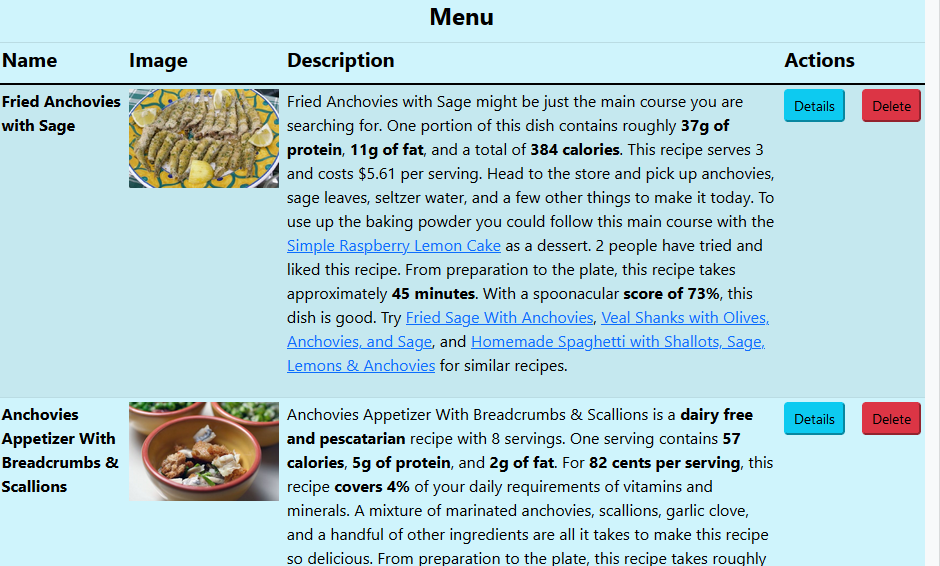 Menu
Name Image Description Actions
Fried Anchovies
with Sage
Fried Anchovies with Sage might be just the main course you are
searching for. One portion of this dish contains roughly 37g of
protein, 11g of fat, and a total of 384 calories. This recipe serves 3
and costs $5.61 per serving. Head to the store and pick up anchovies,
sage leaves, seltzer water, and a few other things to make it today. To
use up the baking powder you could follow this main course with the
Simple Raspberry Lemon Cake as a dessert. 2 people have tried and
liked this recipe. From preparation to the plate, this recipe takes
approximately 45 minutes. With a spoonacular score of 73%, this
dish is good. Try Fried Sage With Anchovies, Veal Shanks with Olives,
Anchovies, and Sage, and Homemade Spaghetti with Shallots, Sage,
Lemons & Anchovies for similar recipes.
Details Delete
Anchovies
Appetizer With
Breadcrumbs &
Scallions
Anchovies Appetizer With Breadcrumbs & Scallions is a dairy free
and pescatarian recipe with 8 servings. One serving contains 57
calories, 5g of protein, and 2g of fat. For 82 cents per serving, this
recipe covers 4% of your daily requirements of vitamins and
minerals. A mixture of marinated anchovies, scallions, garlic clove,
and a handful of other ingredients are all it takes to make this recipe
so delicious. From preparation to the plate, this recipe takes roughly
Details Delete